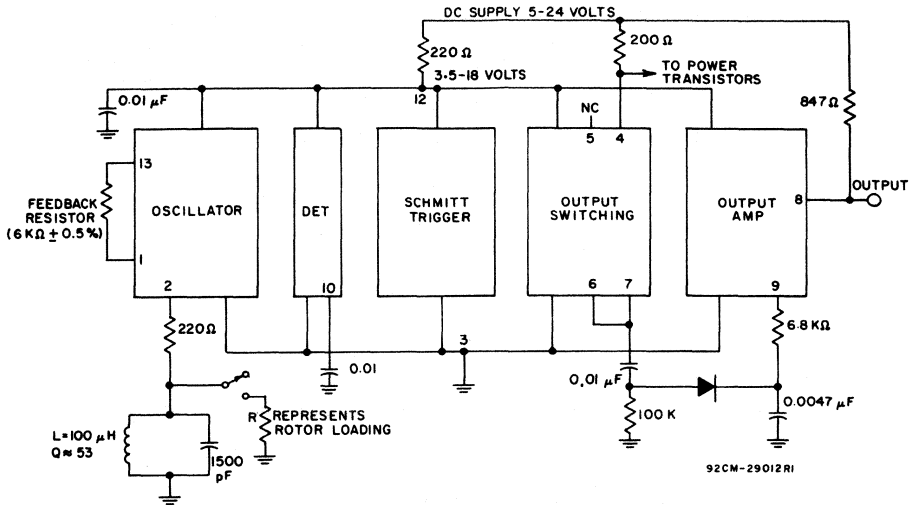 DC SUPPLY 5-24 VOLTS
220 Ω
200 Ω
3.5-18 VOLTS
TO POWER
TRANSISTORS
0.01 μF
12
NC
5
4
847 Ω
13
FEEDBACK
RESISTOR
(6 KΩ ± 0.5%)
OSCILLATOR
DET
SCHMITT
TRIGGER
OUTPUT
SWITCHING
OUTPUT
AMP
8
OUTPUT
1
2
10
6
7
9
220 Ω
3
6.8 KΩ
0.01
0.01 μF
R
REPRESENTS
ROTOR LOADING
100 K
0.0047 μF
L=100 μH
Q≈53
1500
pF
92CM-29012R1